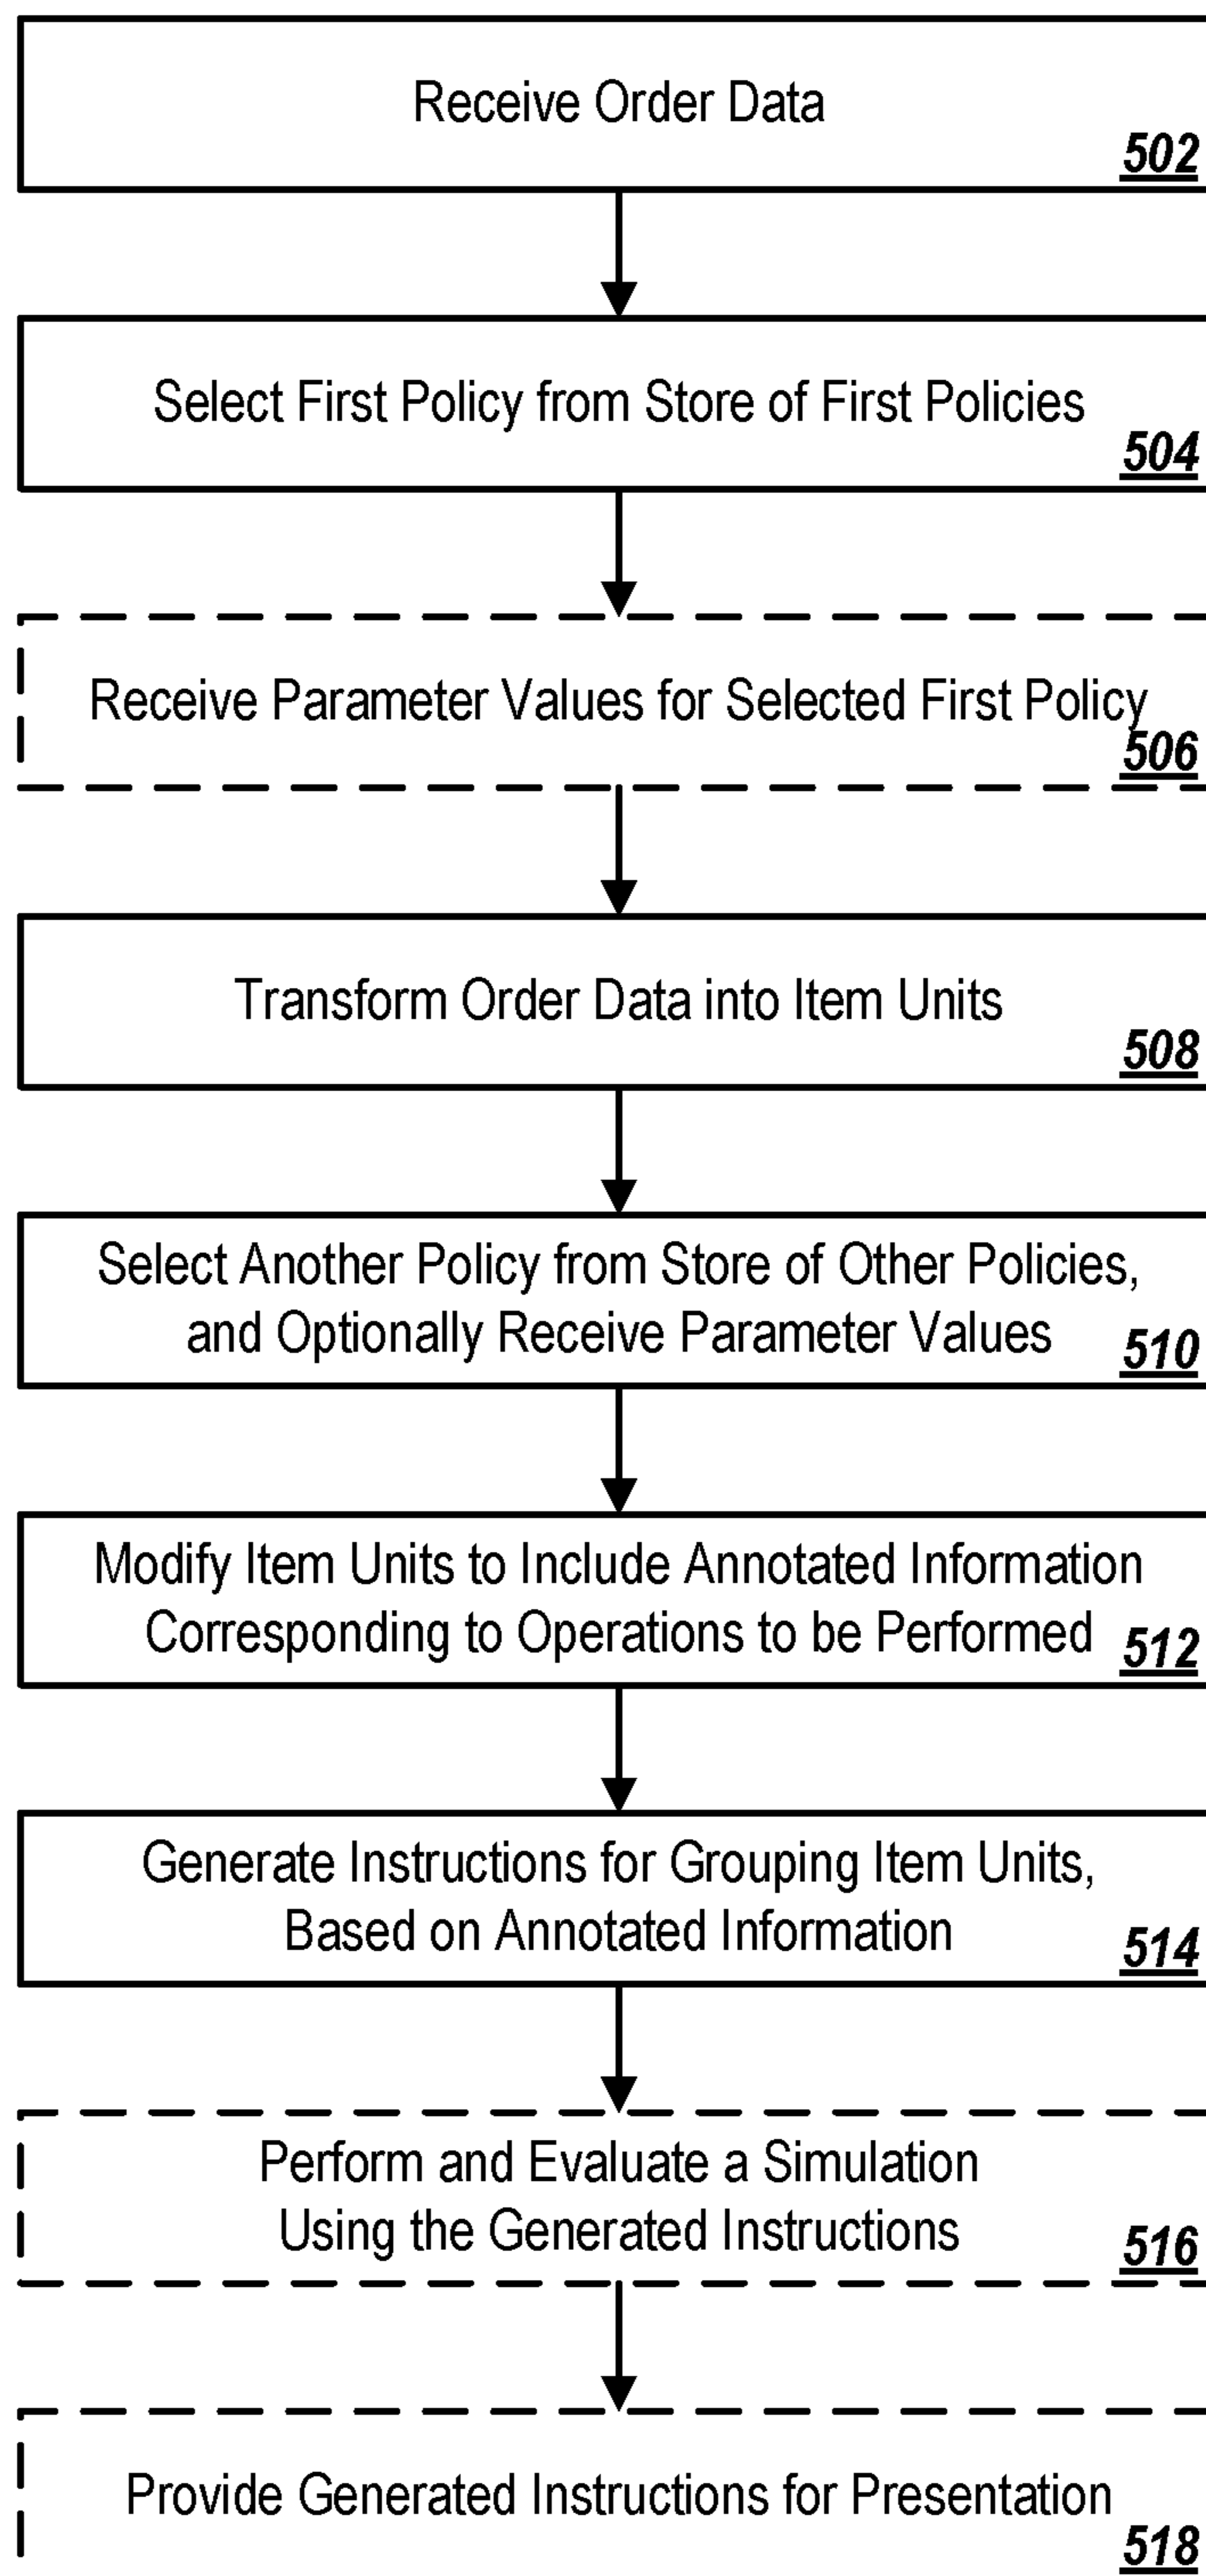 Receive Order Data
502
Select First Policy from Store of First Policies
504
Receive Parameter Values for Selected First Policy
506
Transform Order Data into Item Units
508
Select Another Policy from Store of Other Policies,
and Optionally Receive Parameter Values
510
Modify Item Units to Include Annotated Information
Corresponding to Operations to be Performed
512
Generate Instructions for Grouping Item Units,
Based on Annotated Information
514
Perform and Evaluate a Simulation
Using the Generated Instructions
516
Provide Generated Instructions for Presentation
518